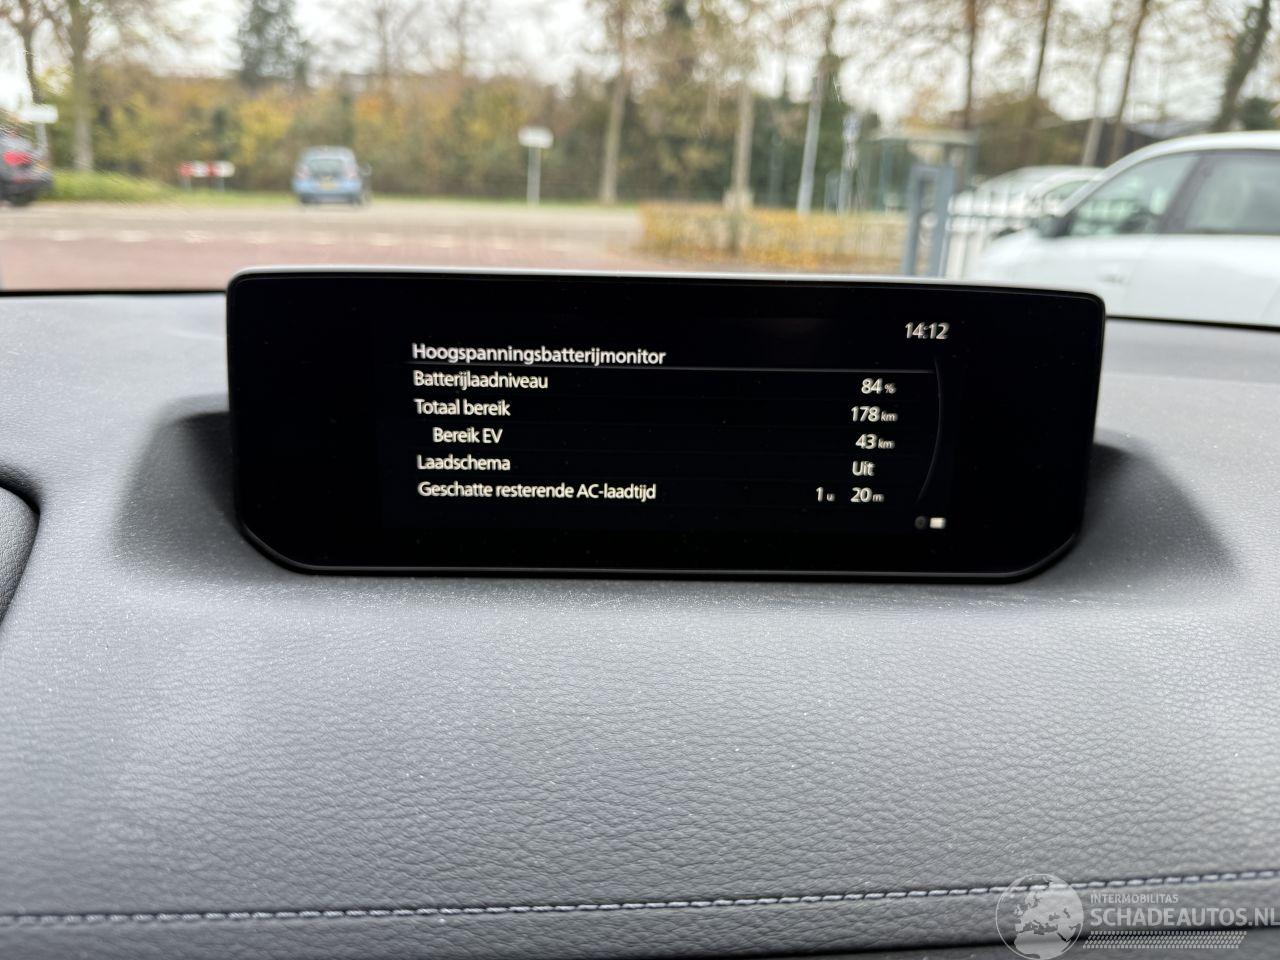 14:12
Hoogspanningsbatterijmonitor
Batterijlaadniveau 84 %
Totaal bereik 178 km
Bereik EV 43 km
Laadschema Uit
Geschatte resterende AC-laadtijd 1 u 20 m
INTERMOBILITAS
SCHADEAUTOS.NL